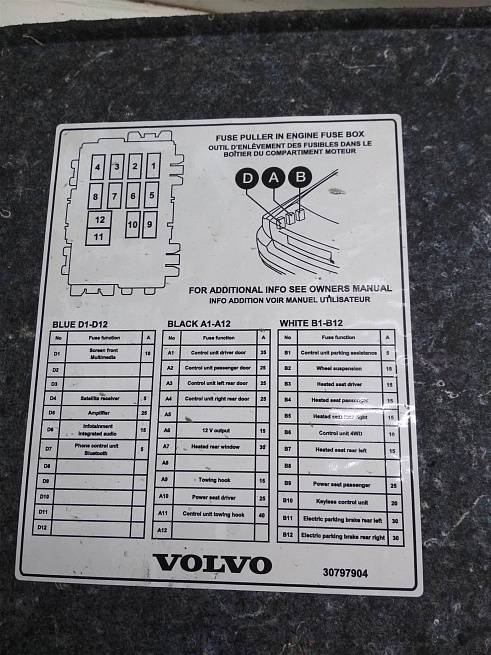 FUSE PULLER IN ENGINE FUSE BOX
OUTIL D'ENLÈVEMENT DES FUSIBLES DANS LE
BOÎTIER DU COMPARTIMENT MOTEUR
4 3 2 1
8 7 6 5
12 10 9
11
D A B
FOR ADDITIONAL INFO SEE OWNERS MANUAL
INFO ADDITION VOIR MANUEL UTILISATEUR
BLUE D1-D12
No Fuse function A
D1 Screen front Multimedia 10
D2
D3
D4 Satellite receiver 5
D5 Amplifier 25
D6 Infotainment Integrated audio 15
D7 Phone control unit Bluetooth 5
D8
D9
D10
D11
D12
BLACK A1-A12
No Fuse function A
A1 Control unit driver door 25
A2 Control unit passenger door 25
A3 Control unit left rear door 25
A4 Control unit right rear door 25
A5
A6 12 V output 15
A7 Heated rear window 30
A8
A9 Towing hook 15
A10 Power seat driver 25
A11 Control unit towing hook 40
A12
WHITE B1-B12
No Fuse function A
B1 Control unit parking assistance 5
B2 Wheel suspension 15
B3 Heated seat driver 15
B4 Heated seat passenger 15
B5 Heated seat rear right 15
B6 Control unit 4WD 15
B7 Heated seat rear left 15
B8
B9 Power seat passenger 25
B10 Keyless control unit 20
B11 Electric parking brake rear left 30
B12 Electric parking brake rear right 30
VOLVO
30797904